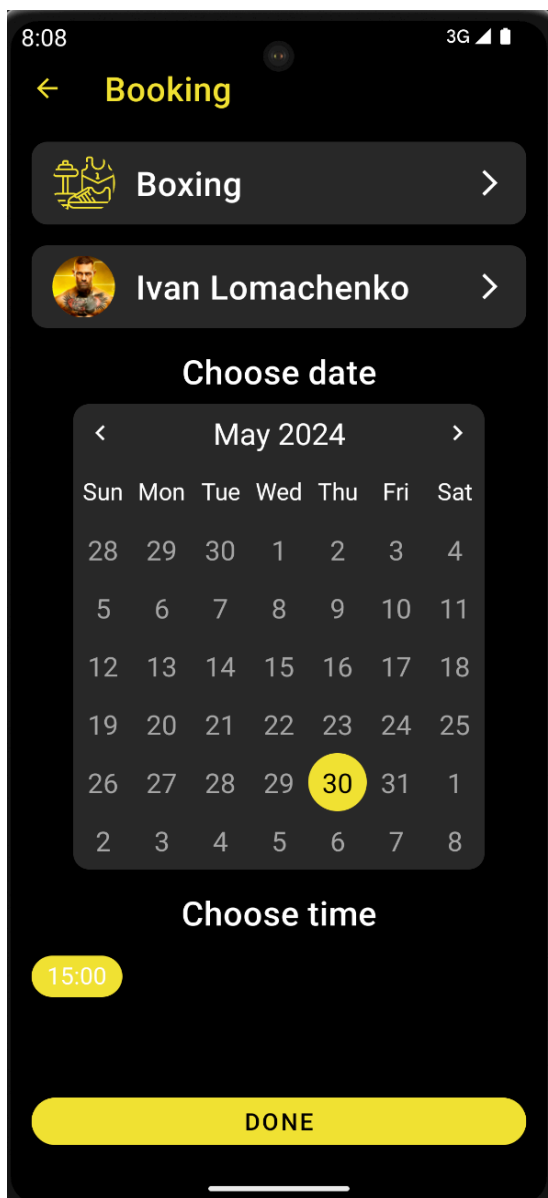 8:08 3G
Booking
Boxing
Ivan Lomachenko
Choose date
May 2024
Sun Mon Tue Wed Thu Fri Sat
28 29 30 1 2 3 4
5 6 7 8 9 10 11
12 13 14 15 16 17 18
19 20 21 22 23 24 25
26 27 28 29 30 31 1
2 3 4 5 6 7 8
Choose time
15:00
DONE